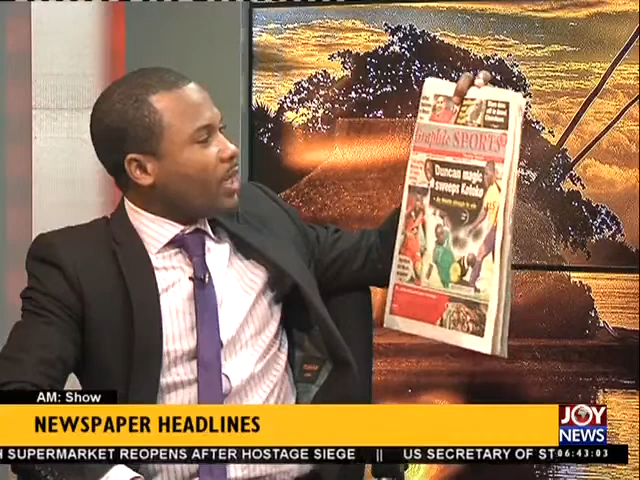 Graphic SPORTS
Duncan magic
sweeps Kotoko
AM: Show
NEWSPAPER HEADLINES
JOY
NEWS
H SUPERMARKET REOPENS AFTER HOSTAGE SIEGE || US SECRETARY OF ST
06:43:03